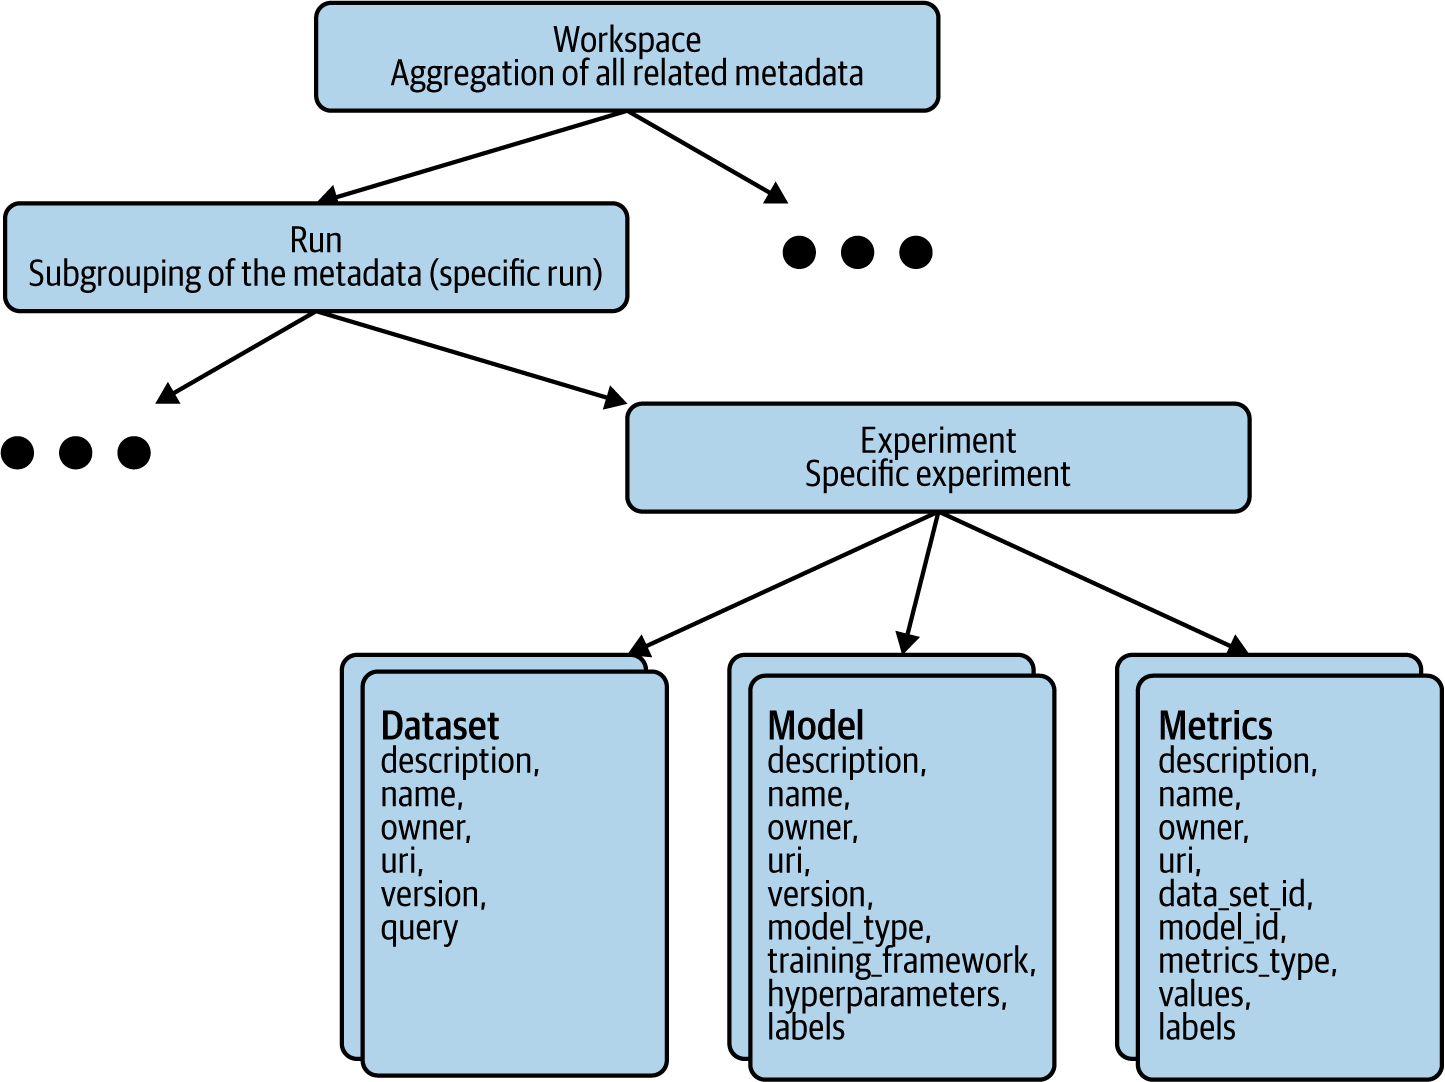 Workspace
Aggregation of all related metadata
Run
Subgrouping of the metadata (specific run)
Experiment
Specific experiment
Dataset
description,
name,
owner,
uri,
version,
query
Model
description,
name,
owner,
uri,
version,
model_type,
training_framework,
hyperparameters,
labels
Metrics
description,
name,
owner,
uri,
data_set_id,
model_id,
metrics_type,
values,
labels